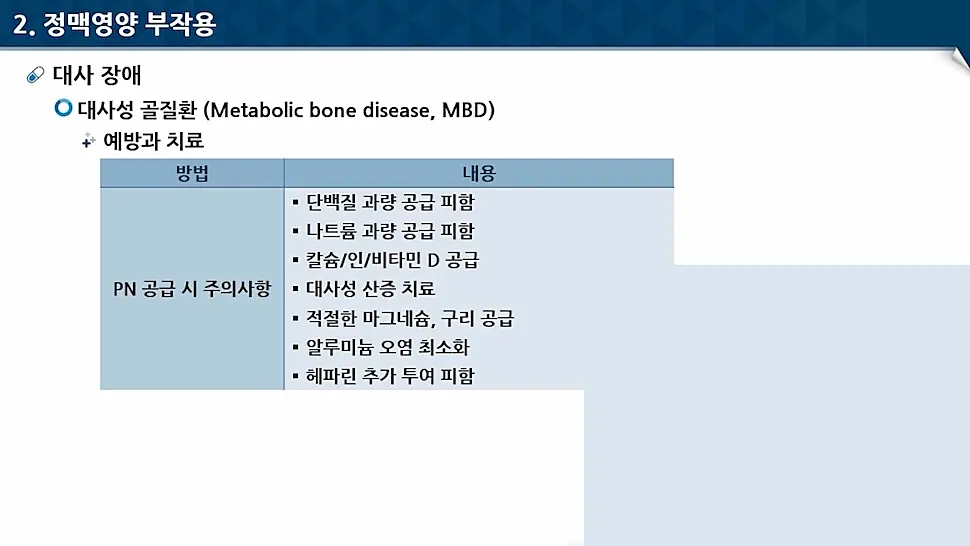 2. 정맥영양 부작용
대사 장애
대사성 골질환 (Metabolic bone disease, MBD)
예방과 치료
방법 내용
PN 공급 시 주의사항
▪ 단백질 과량 공급 피함
▪ 나트륨 과량 공급 피함
▪ 칼슘/인/비타민 D 공급
▪ 대사성 산증 치료
▪ 적절한 마그네슘, 구리 공급
▪ 알루미늄 오염 최소화
▪ 헤파린 추가 투여 피함